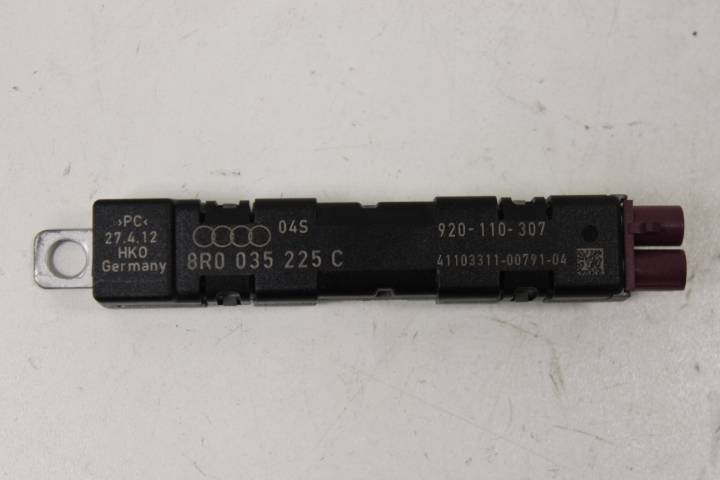 ›PC‹
27.4.12
HKO
Germany
04S
8R0 035 225 C
920-110-307
41103311-00791-04